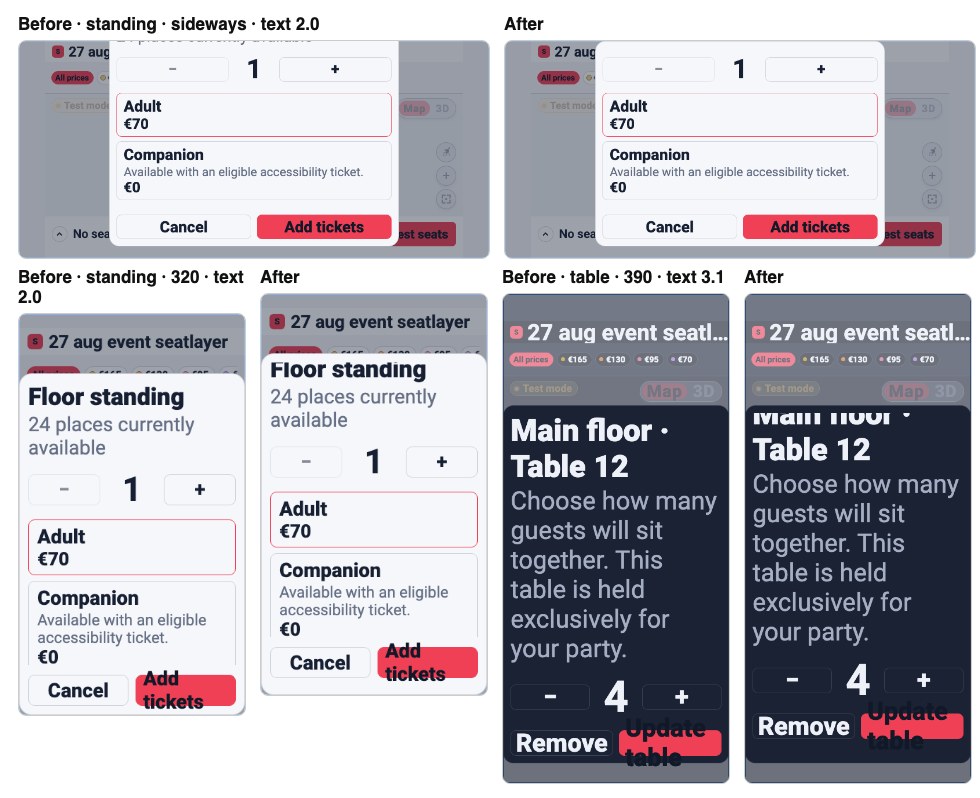 Before · standing · sideways · text 2.0
After
24 places currently available
S 27 aug
All prices
Test mode
Map 3D
−
1
+
Adult
€70
Companion
Available with an eligible accessibility ticket.
€0
No sea
Cancel
Add tickets
est seats
S 27 aug
All prices
Test mode
Map 3D
−
1
+
Adult
€70
Companion
Available with an eligible accessibility ticket.
€0
No sea
Cancel
Add tickets
est seats
Before · standing · 320 · text
2.0
S 27 aug event seatlayer
Floor standing
24 places currently
available
−
1
+
Adult
€70
Companion
Available with an eligible
accessibility ticket.
€0
Cancel
Add
tickets
After
S 27 aug event seatlayer
Floor standing
24 places currently
available
−
1
+
Adult
€70
Companion
Available with an eligible
accessibility ticket.
€0
Cancel
Add
tickets
Before · table · 390 · text 3.1
S 27 aug event seatl...
All prices €165 €130 €95 €70
Test mode
Map 3D
Main floor ·
Table 12
Choose how many
guests will sit
together. This
table is held
exclusively for
your party.
−
4
+
Remove
Update
table
After
S 27 aug event seatl...
All prices €165 €130 €95 €70
Test mode
Map 3D
Main floor ·
Table 12
Choose how many
guests will sit
together. This
table is held
exclusively for
your party.
−
4
+
Remove
Update
table